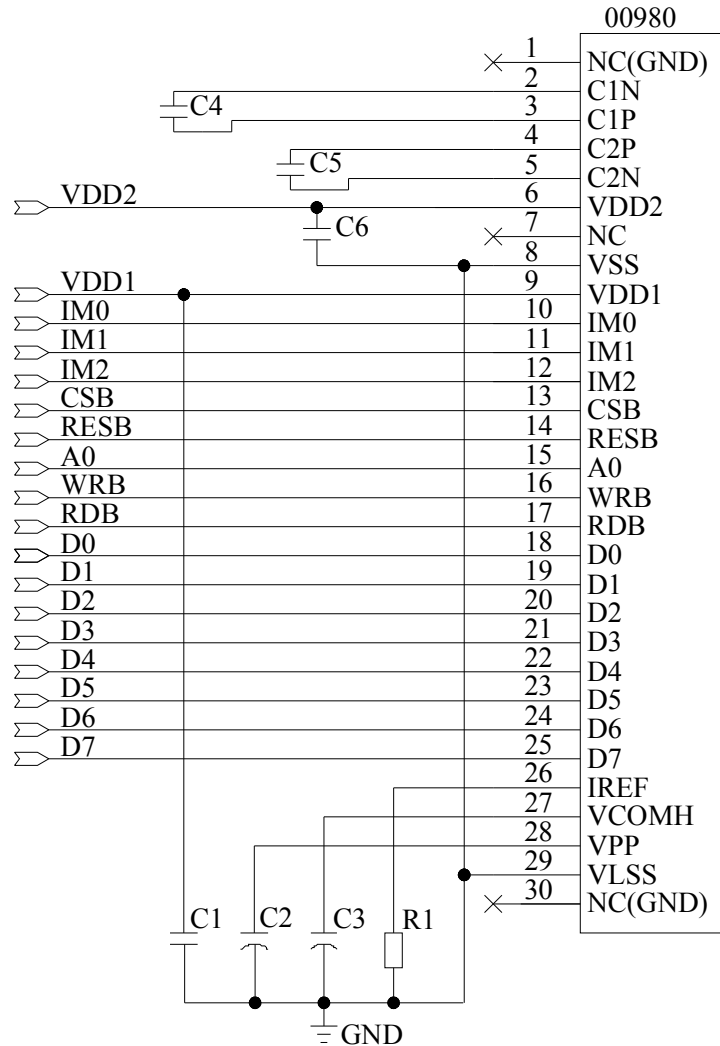 00980
1 NC(GND)
2 C1N
C4 3 C1P
4 C2P
C5 5 C2N
VDD2 6 VDD2
C6 7 NC
8 VSS
VDD1 9 VDD1
IM0 10 IM0
IM1 11 IM1
IM2 12 IM2
CSB 13 CSB
RESB 14 RESB
A0 15 A0
WRB 16 WRB
RDB 17 RDB
D0 18 D0
D1 19 D1
D2 20 D2
D3 21 D3
D4 22 D4
D5 23 D5
D6 24 D6
D7 25 D7
26 IREF
27 VCOMH
28 VPP
29 VLSS
30 NC(GND)
C1 C2 C3 R1
GND